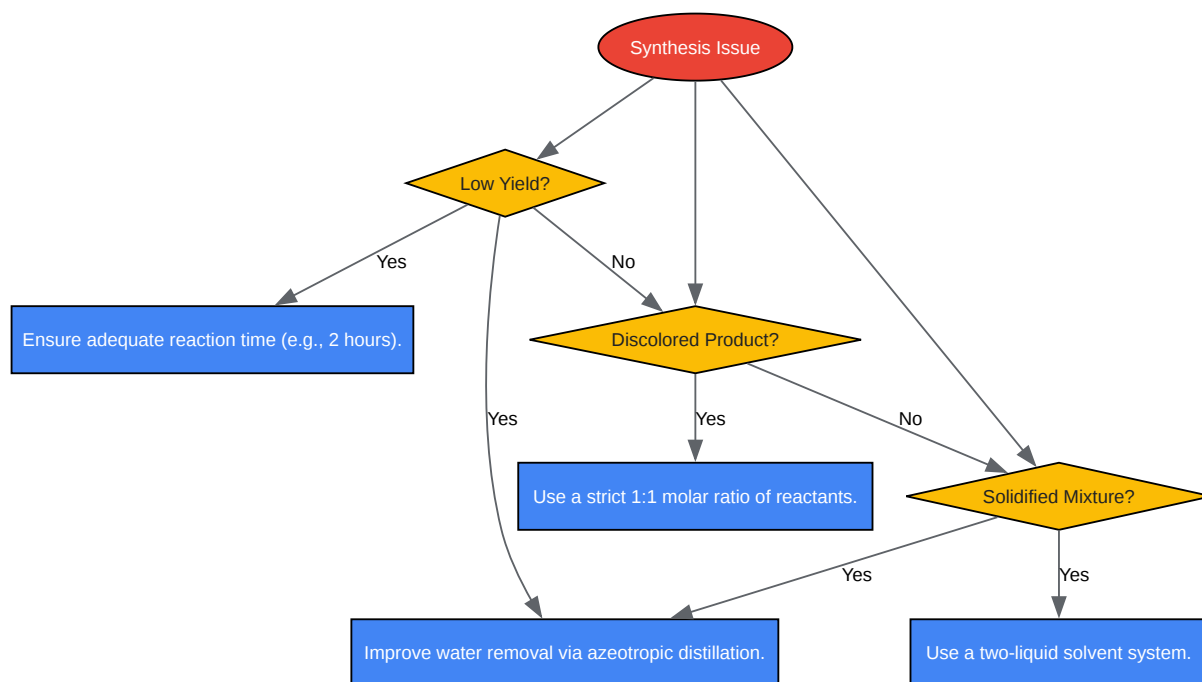 Synthesis Issue
Low Yield?
Yes
No
Ensure adequate reaction time (e.g., 2 hours).
Discolored Product?
Yes
Yes
No
Use a strict 1:1 molar ratio of reactants.
Solidified Mixture?
Yes
Yes
Improve water removal via azeotropic distillation.
Use a two-liquid solvent system.